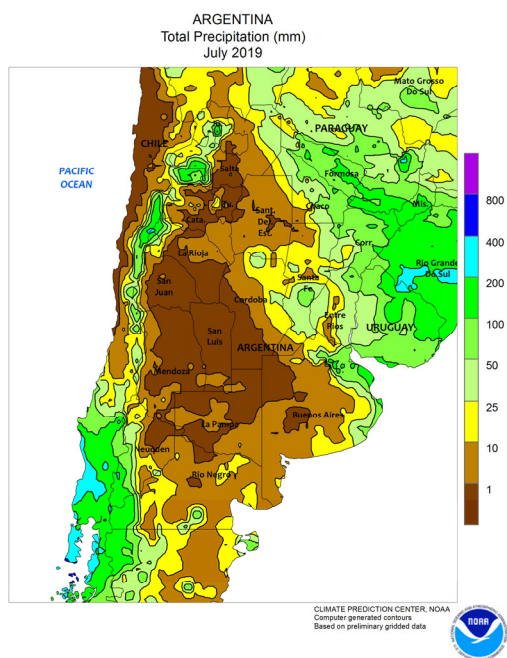 ARGENTINA
Total Precipitation (mm)
July 2019
Mato Grosso
Do Sul
CHILE
PARAGUAY
PACIFIC
OCEAN
Salta
Formosa
Tu.
Chaco
Mis.
Cata.
Sant.
Del
Est.
Corr.
La Rioja
Rio Grande
Do Sul
San
Juan
Santa
Fe
Cordoba
Entre
Rios
San
Luis
URUGUAY
ARGENTINA
Mendoza
Buenos Aires
La Pampa
Neuquen
Rio Negro
800
400
200
100
50
25
10
1
CLIMATE PREDICTION CENTER, NOAA
Computer generated contours
Based on preliminary gridded data
NOAA